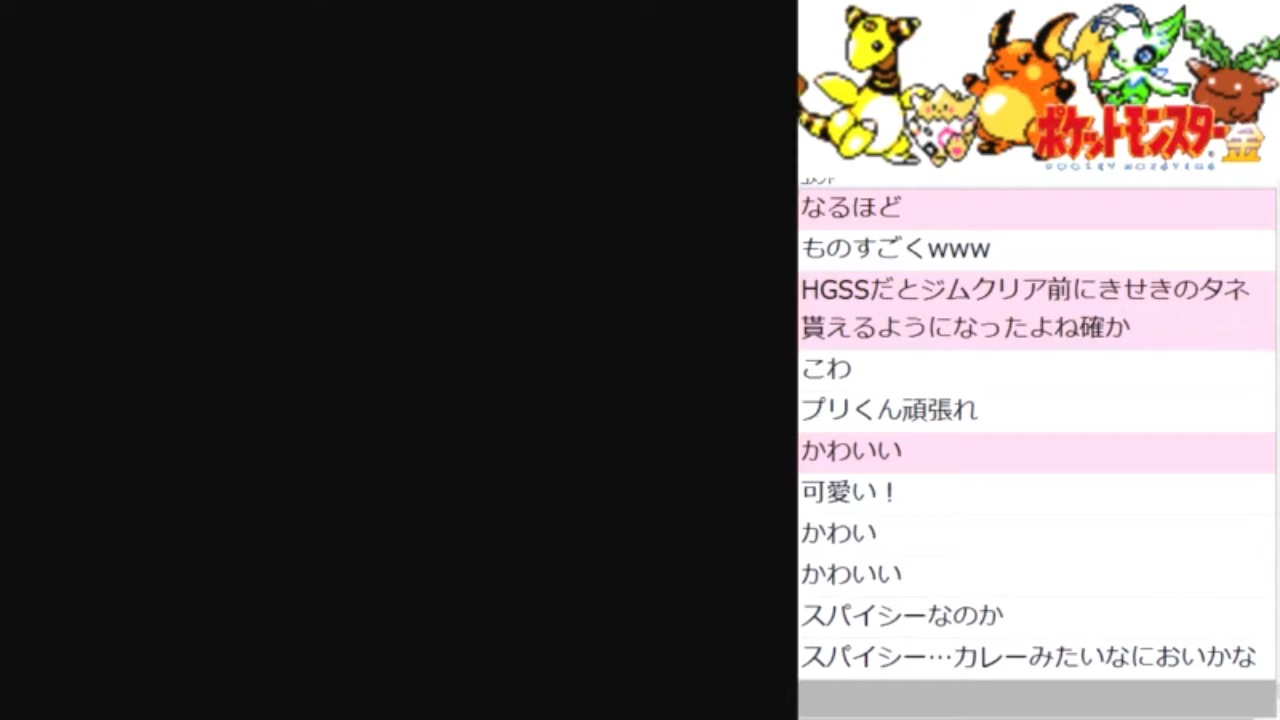 ポケットモンスター金
なるほど
ものすごくwww
HGSSだとジムクリア前にきせきのタネ
貰えるようになったよね確か
こわ
プリくん頑張れ
かわいい
可愛い！
かわい
かわいい
スパイシーなのか
スパイシー…カレーみたいなにおいかな